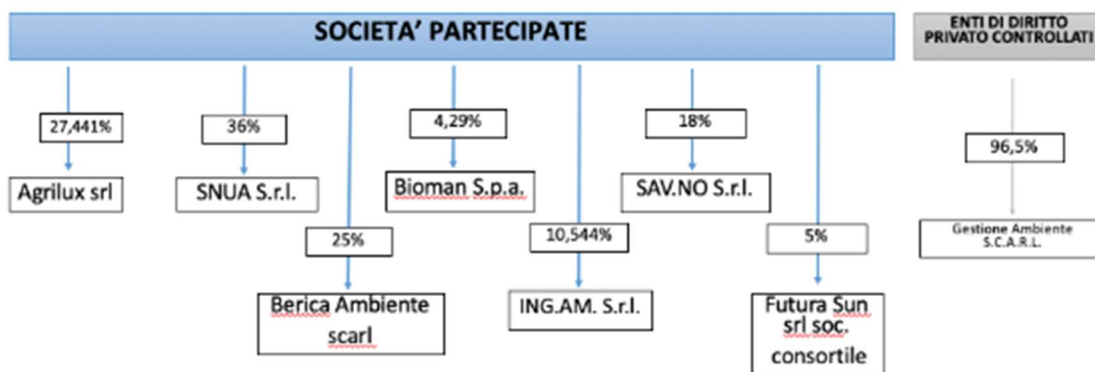 SOCIETA’ PARTECIPATE
ENTI DI DIRITTO
PRIVATO CONTROLLATI
27,441%
Agrilux srl
36%
SNUA S.r.l.
25%
Berica Ambiente
scarl
4,29%
Bioman S.p.a.
10,544%
ING.AM. S.r.l.
18%
SAV.NO S.r.l.
5%
Futura Sun
srl soc.
consortile
96,5%
Gestione Ambiente
S.C.A.R.L.